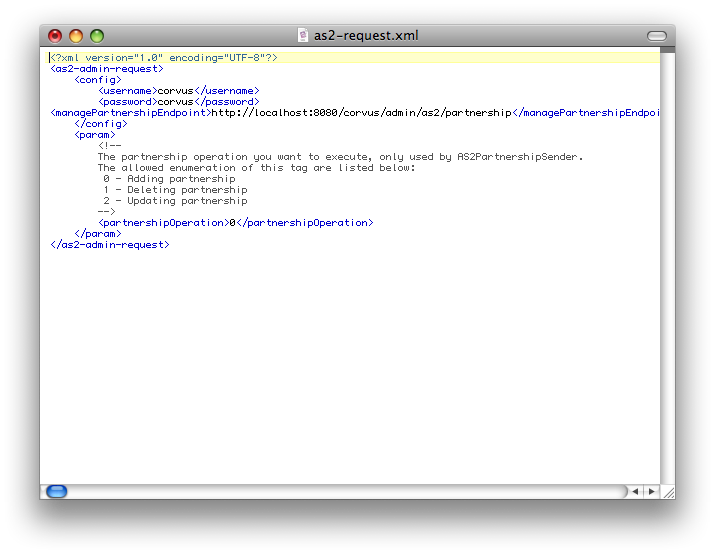 as2-request.xml
<?xml version="1.0" encoding="UTF-8"?>
<as2-admin-request>
    <config>
        <username>corvus</username>
        <password>corvus</password>
<managePartnershipEndpoint>http://localhost:8080/corvus/admin/as2/partnership</managePartnershipEndpoi
    </config>
    <param>
        <!--
        The partnership operation you want to execute, only used by AS2PartnershipSender.
        The allowed enumeration of this tag are listed below:
         0 - Adding partnership
         1 - Deleting partnership
         2 - Updating partnership
        -->
        <partnershipOperation>0</partnershipOperation>
    </param>
</as2-admin-request>